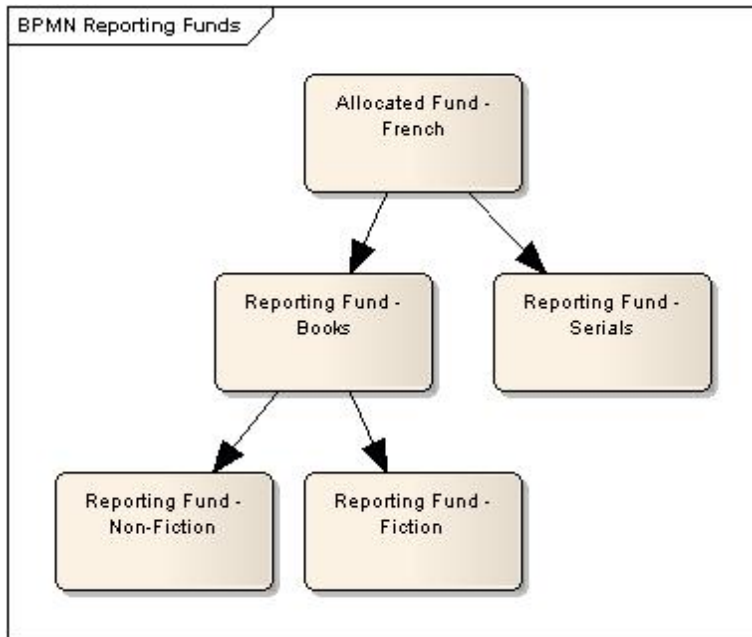 BPMN Reporting Funds
Allocated Fund -
French
Reporting Fund -
Books
Reporting Fund -
Serials
Reporting Fund -
Non-Fiction
Reporting Fund -
Fiction